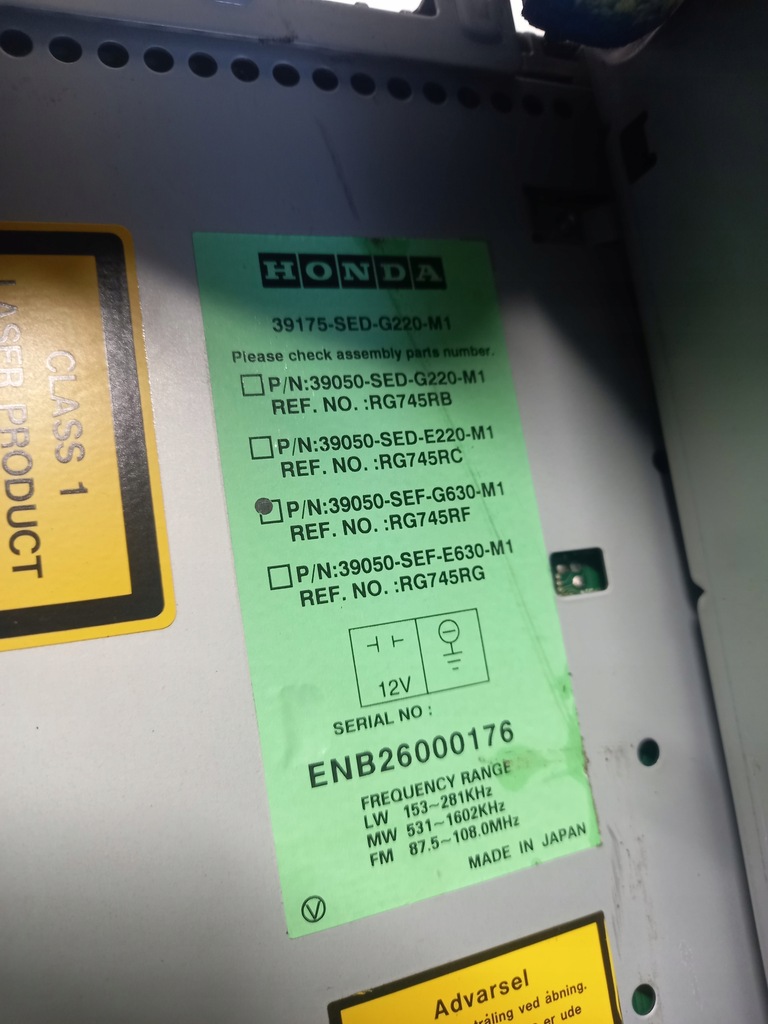 CLASS 1
LASER PRODUCT
HONDA
39175-SED-G220-M1
Please check assembly parts number.
P/N:39050-SED-G220-M1
REF. NO. :RG745RB
P/N:39050-SED-E220-M1
REF. NO. :RG745RC
P/N:39050-SEF-G630-M1
REF. NO. :RG745RF
P/N:39050-SEF-E630-M1
REF. NO. :RG745RG
12V
SERIAL NO :
ENB26000176
FREQUENCY RANGE
LW 153~281KHz
MW 531~1602KHz
FM 87.5~108.0MHz
MADE IN JAPAN
V
Advarsel
ved åbning.
er ude